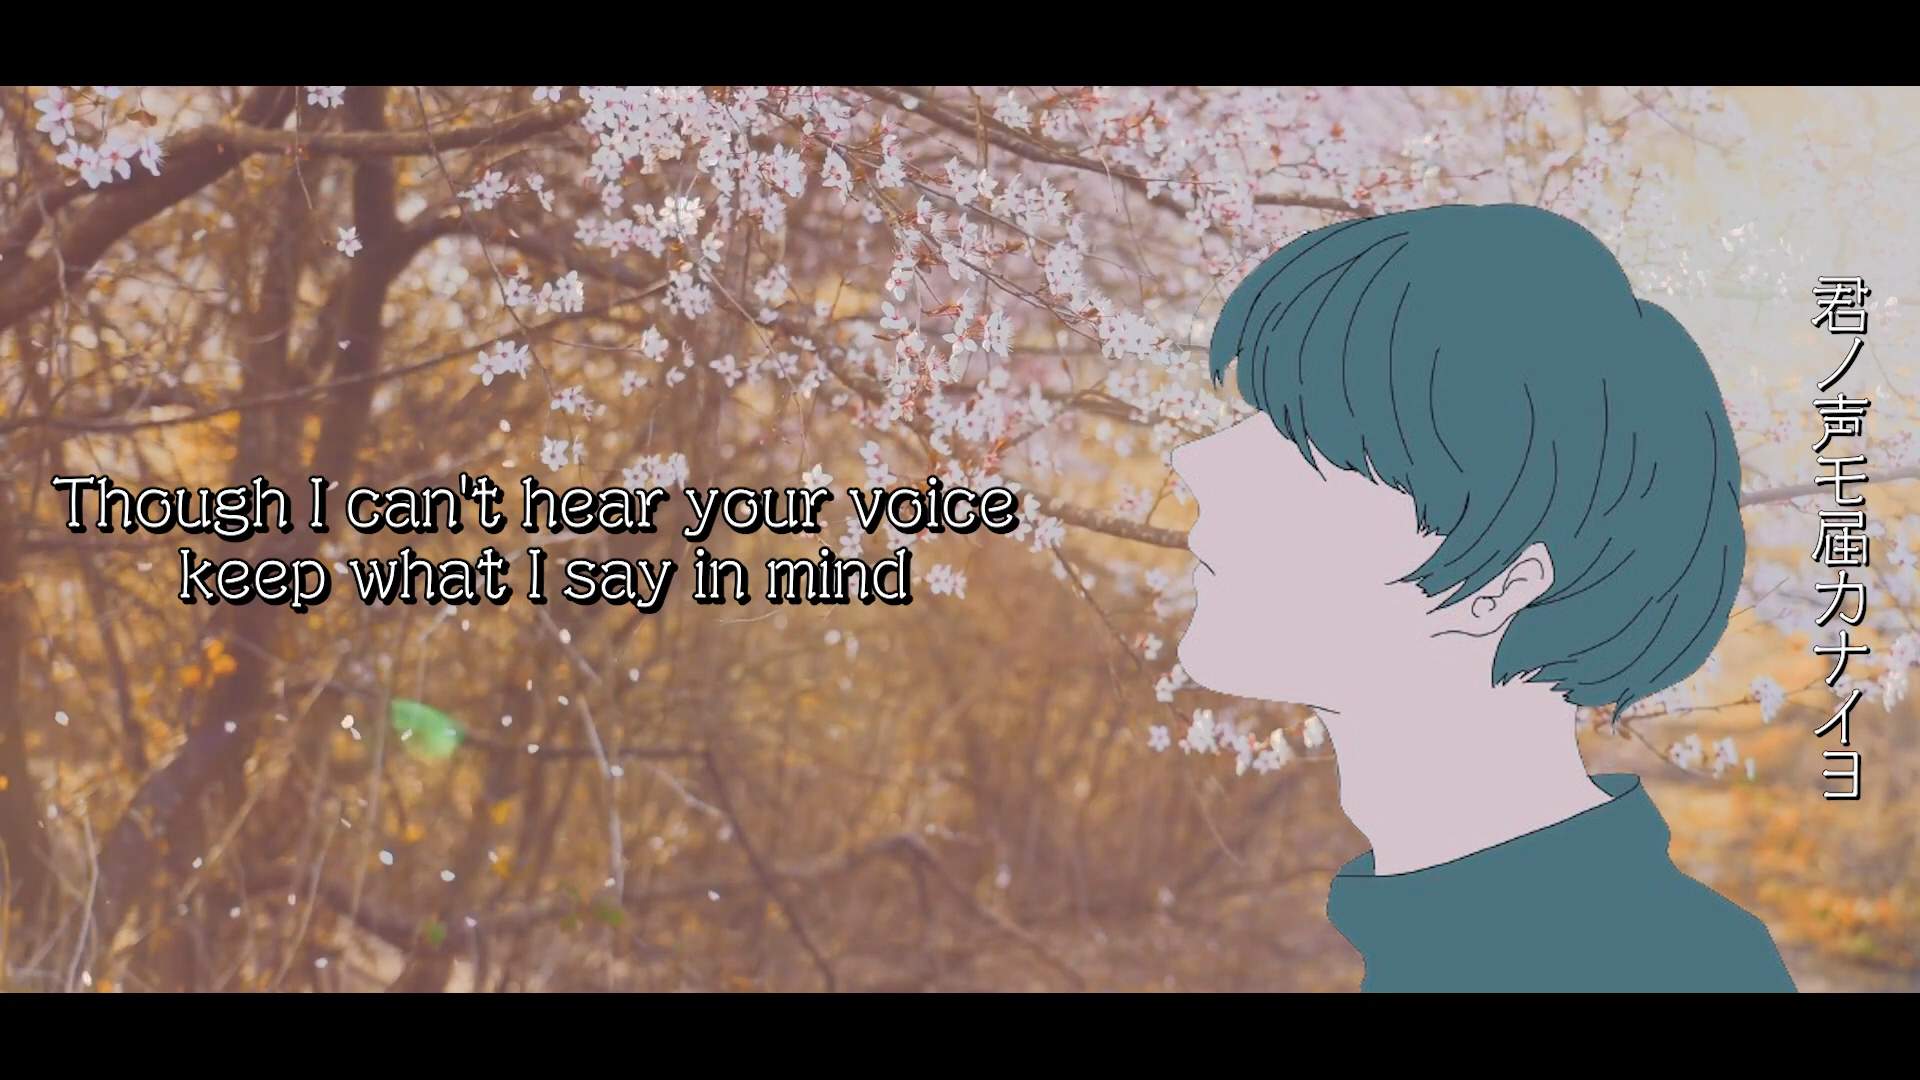 Though I can't hear your voice
keep what I say in mind
君ノ声モ届カナイヨ